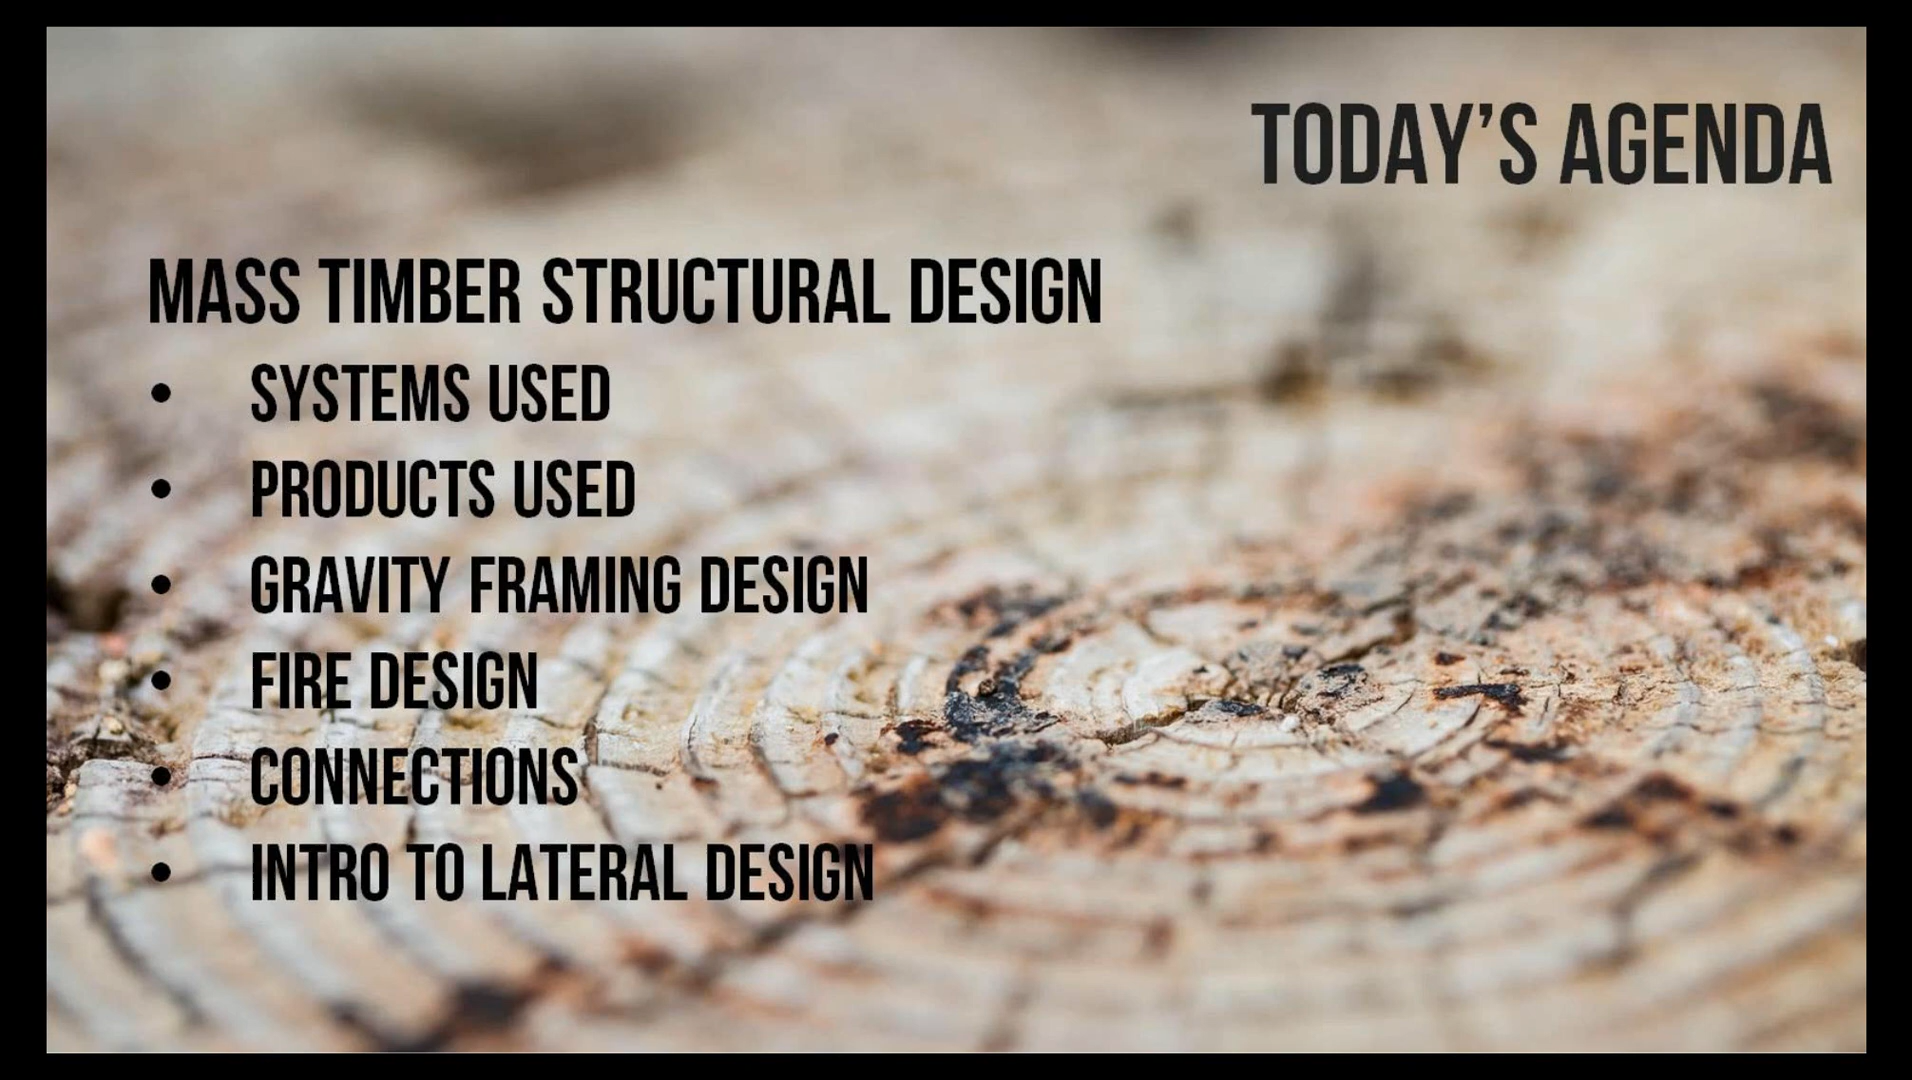 TODAY’S AGENDA
MASS TIMBER STRUCTURAL DESIGN
• SYSTEMS USED
• PRODUCTS USED
• GRAVITY FRAMING DESIGN
• FIRE DESIGN
• CONNECTIONS
• INTRO TO LATERAL DESIGN